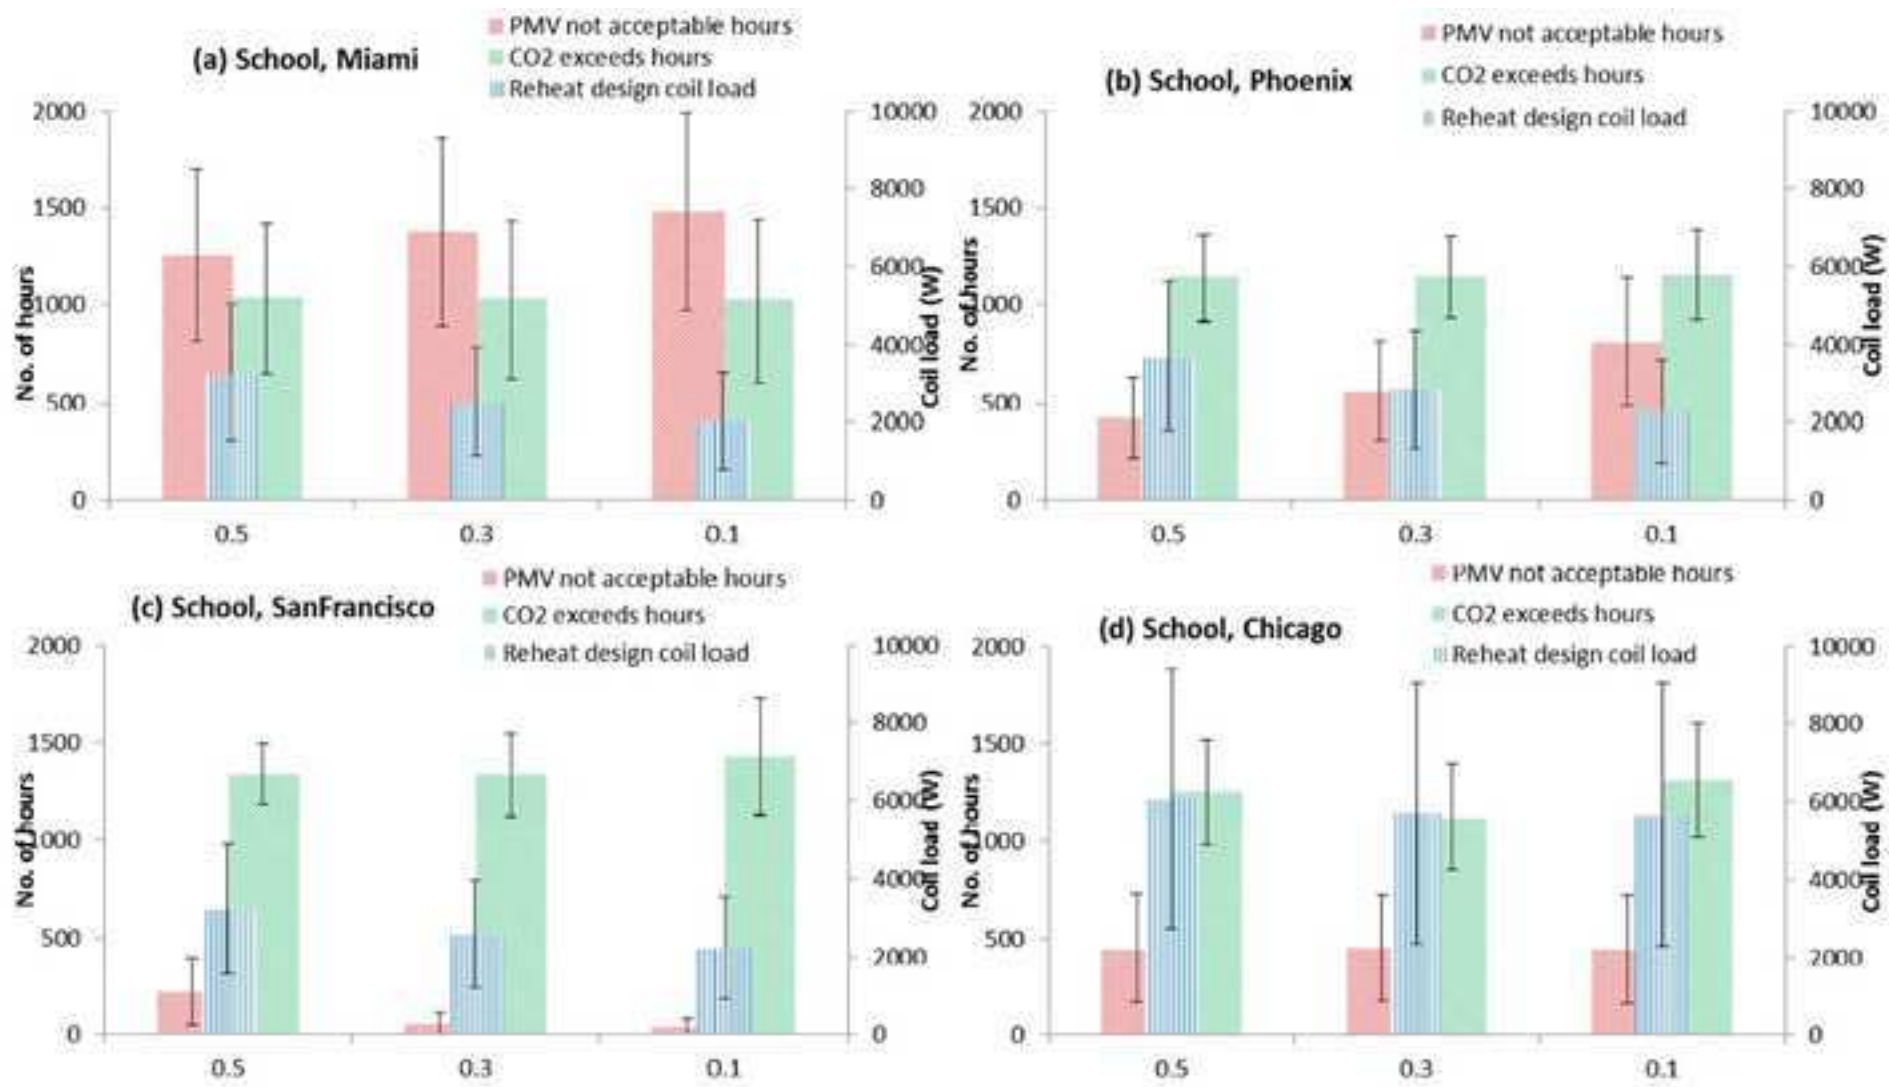 (a) School, Miami
PMV not acceptable hours
CO2 exceeds hours
Reheat design coil load
2000
1500
1000
500
0
No. of hours
10000
8000
6000
4000
2000
0
Coil load (W)
0.5
0.3
0.1
(b) School, Phoenix
PMV not acceptable hours
CO2 exceeds hours
Reheat design coil load
2000
1500
1000
500
0
No. of hours
10000
8000
6000
4000
2000
0
Coil load (W)
0.5
0.3
0.1
(c) School, SanFrancisco
PMV not acceptable hours
CO2 exceeds hours
Reheat design coil load
2000
1500
1000
500
0
No. of hours
10000
8000
6000
4000
2000
0
Coil load (W)
0.5
0.3
0.1
(d) School, Chicago
PMV not acceptable hours
CO2 exceeds hours
Reheat design coil load
2000
1500
1000
500
0
No. of hours
10000
8000
6000
4000
2000
0
Coil load (W)
0.5
0.3
0.1